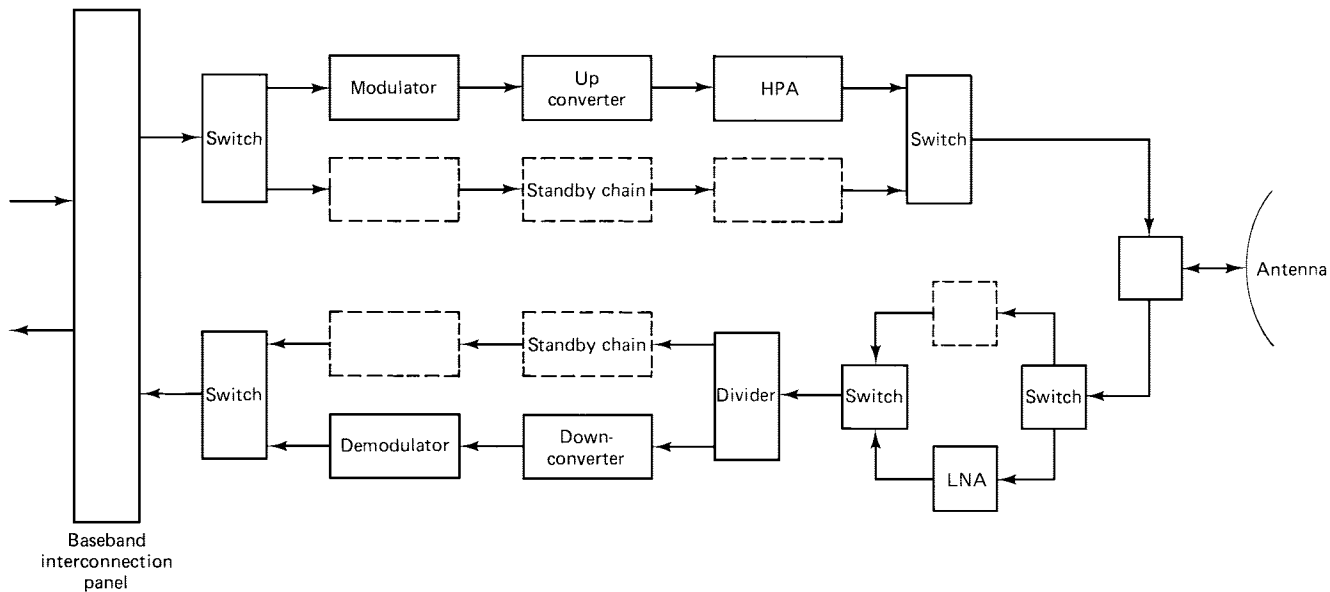 Modulator
Up
converter
HPA
Switch
Switch
Standby chain
Antenna
Standby chain
Switch
Divider
Switch
Switch
Demodulator
Down-
converter
LNA
Baseband
interconnection
panel